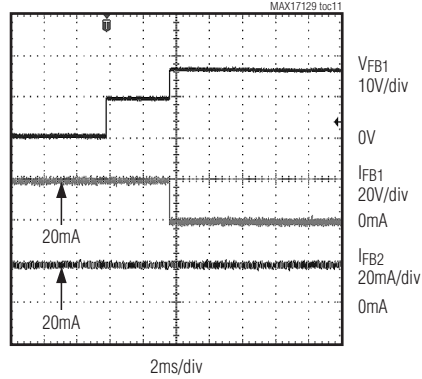 MAX17129 toc11
VFB1
10V/div
0V
IFB1
20V/div
0mA
20mA
IFB2
20mA/div
0mA
20mA
2ms/div